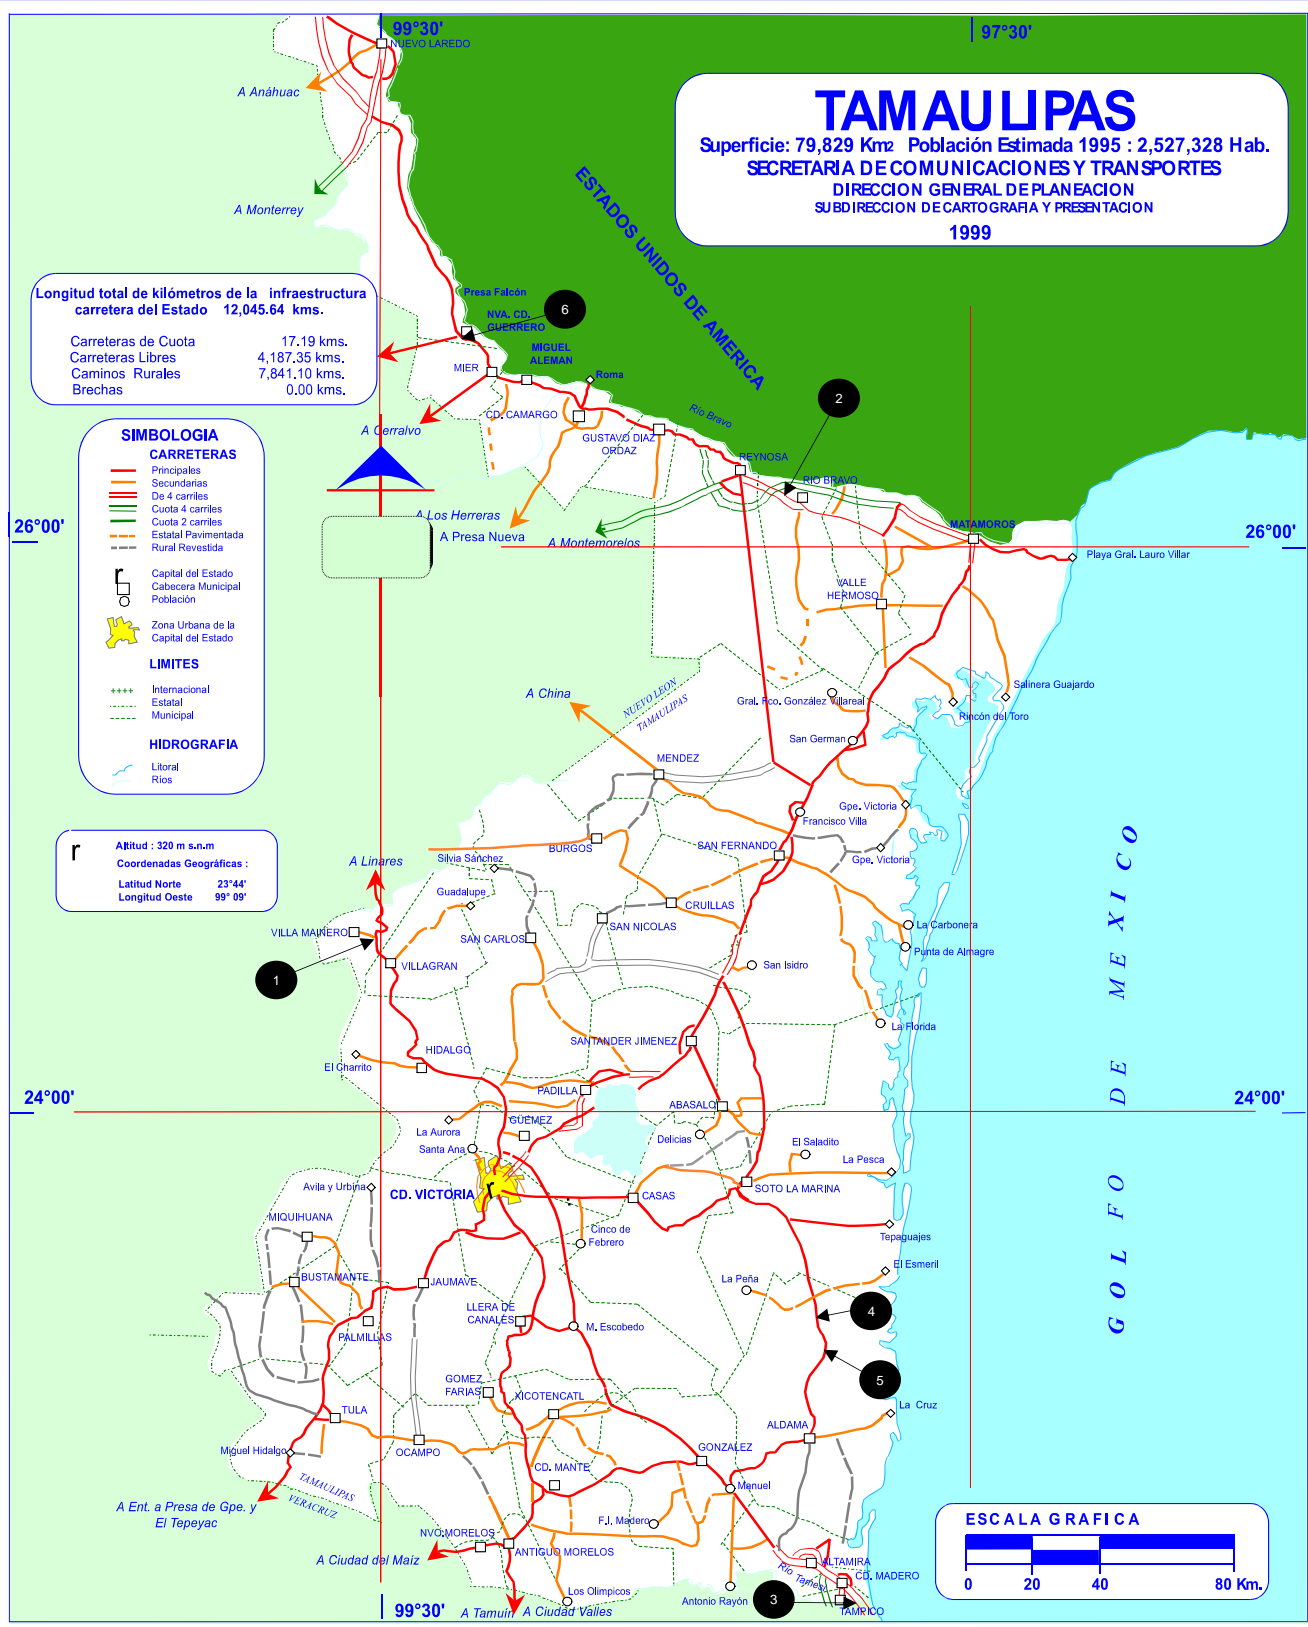 99°30'
97°30'
NUEVO LAREDO
A Anáhuac
TAMAULIPAS
Superficie: 79,829 Km2 Población Estimada 1995 : 2,527,328 Hab.
SECRETARIA DE COMUNICACIONES Y TRANSPORTES
DIRECCION GENERAL DE PLANEACION
SUBDIRECCION DE CARTOGRAFIA Y PRESENTACION
1999
A Monterrey
ESTADOS UNIDOS DE AMERICA
Longitud total de kilómetros de la infraestructura
carretera del Estado 12,045.64 kms.
Carreteras de Cuota 17.19 kms.
Carreteras Libres 4,187.35 kms.
Caminos Rurales 7,841.10 kms.
Brechas 0.00 kms.
Presa Falcón
6
NVA. CD.
GUERRERO
MIGUEL
ALEMAN
MIER
Roma
2
CD. CAMARGO
Río Bravo
A Cerralvo
GUSTAVO DIAZ
ORDAZ
REYNOSA
RIO BRAVO
SIMBOLOGIA
CARRETERAS
Principales
Secundarias
De 4 carriles
Cuota 4 carriles
Cuota 2 carriles
Estatal Pavimentada
Rural Revestida
r
Capital del Estado
Cabecera Municipal
Población
Zona Urbana de la
Capital del Estado
LIMITES
Internacional
Estatal
Municipal
HIDROGRAFIA
Litoral
Rios
A Los Herreras
A Presa Nueva
A Montemorelos
MATAMOROS
26°00'
26°00'
Playa Gral. Lauro Villar
VALLE
HERMOSO
A China
NUEVO LEON
TAMAULIPAS
Gral. Fco. González Villareal
Salinera Guajardo
Rincón del Toro
San German
MENDEZ
Gpe. Victoria
Francisco Villa
r
Altitud : 320 m s.n.m
Coordenadas Geográficas :
Latitud Norte 23°44'
Longitud Oeste 99° 09'
BURGOS
SAN FERNANDO
Gpe. Victoria
A Linares
Silvia Sánchez
Guadalupe
CRUILLAS
SAN NICOLAS
La Carbonera
VILLA MAINERO
SAN CARLOS
Punta de Almagre
VILLAGRAN
San Isidro
1
GOLFO DE MEXICO
La Florida
SANTANDER JIMENEZ
HIDALGO
El Charrito
PADILLA
24°00'
24°00'
ABASALO
La Aurora
GÜEMEZ
Delicias
El Saladito
Santa Ana
La Pesca
Avila y Urbina
CD. VICTORIA
r
CASAS
SOTO LA MARINA
MIQUIHUANA
Cinco de
Febrero
Tepaguajes
El Esmeril
BUSTAMANTE
JAUMAVE
La Peña
LLERA DE
CANALES
4
PALMILLAS
M. Escobedo
5
GOMEZ
FARIAS
XICOTENCATL
TULA
La Cruz
ALDAMA
Miguel Hidalgo
OCAMPO
GONZALEZ
CD. MANTE
Manuel
TAMAULIPAS
VERACRUZ
A Ent. a Presa de Gpe. y
El Tepeyac
F.I. Madero
NVO.MORELOS
ANTIGUO MORELOS
A Ciudad del Maíz
ALTAMIRA
Río Tamesí
CD. MADERO
Los Olimpicos
Antonio Rayón
3
TAMPICO
99°30'
A Tamuin
A Ciudad Valles
ESCALA GRAFICA
0 20 40 80 Km.